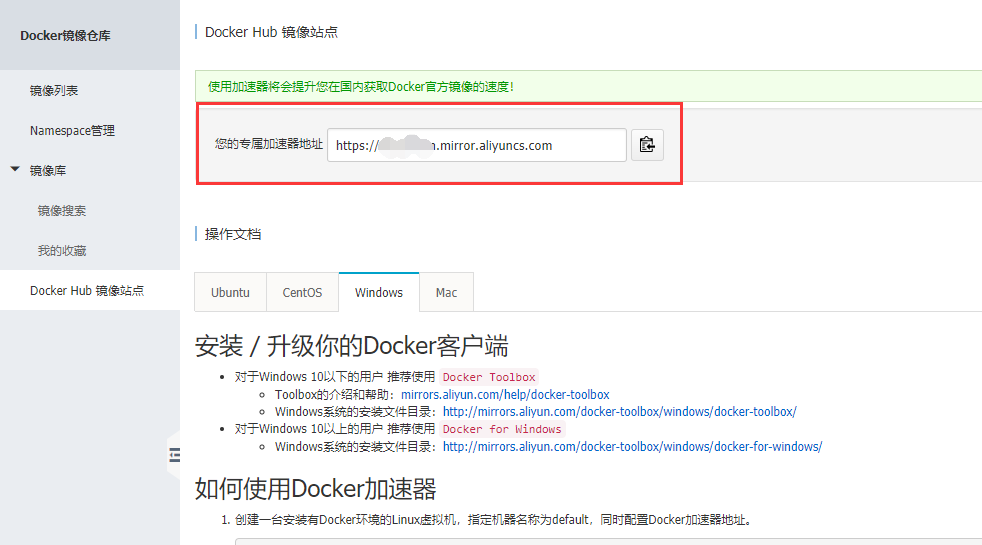 Docker镜像仓库
镜像列表
Namespace管理
镜像库
镜像搜索
我的收藏
Docker Hub 镜像站点
Docker Hub 镜像站点
使用加速器将会提升您在国内获取Docker官方镜像的速度!
您的专属加速器地址 https:// .mirror.aliyuncs.com
操作文档
Ubuntu CentOS Windows Mac
安装 / 升级你的Docker客户端
对于Windows 10以下的用户 推荐使用 Docker Toolbox
Toolbox的介绍和帮助：mirrors.aliyun.com/help/docker-toolbox
Windows系统的安装文件目录：http://mirrors.aliyun.com/docker-toolbox/windows/docker-toolbox/
对于Windows 10以上的用户 推荐使用 Docker for Windows
Windows系统的安装文件目录：http://mirrors.aliyun.com/docker-toolbox/windows/docker-for-windows/
如何使用Docker加速器
1. 创建一台安装有Docker环境的Linux虚拟机，指定机器名称为default，同时配置Docker加速器地址。